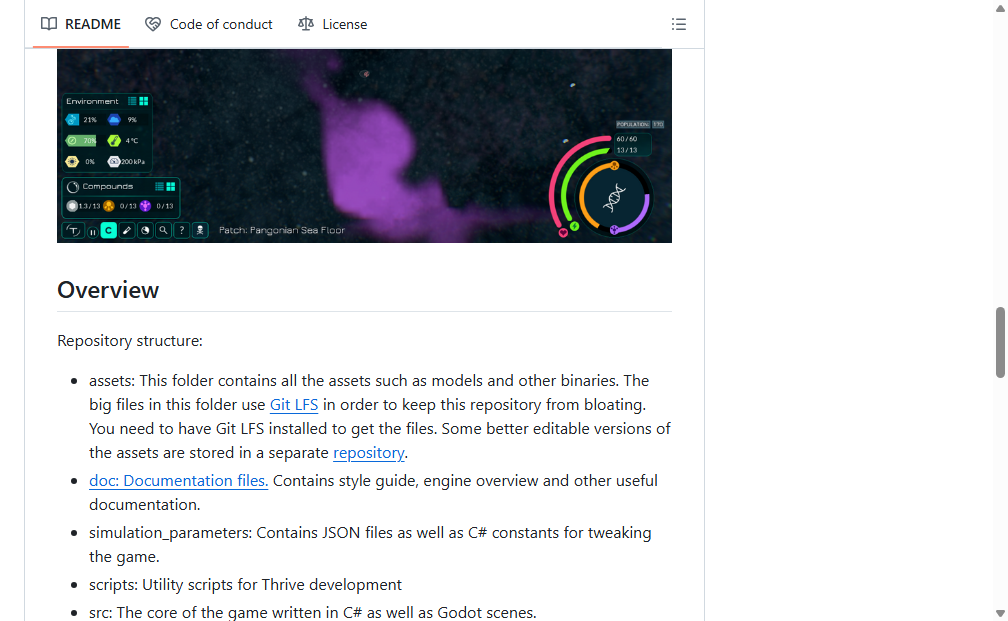 README Code of conduct License
Environment
21% 9%
70% 4°C
0% 200 kPa
Compounds
13/13 0/13 0/13
C ?
Patch: Pangonian Sea Floor
POPULATION: 170
60/60
13/13
Overview
Repository structure:
assets: This folder contains all the assets such as models and other binaries. The
big files in this folder use Git LFS in order to keep this repository from bloating.
You need to have Git LFS installed to get the files. Some better editable versions of
the assets are stored in a separate repository.
doc: Documentation files. Contains style guide, engine overview and other useful
documentation.
simulation_parameters: Contains JSON files as well as C# constants for tweaking
the game.
scripts: Utility scripts for Thrive development
src: The core of the game written in C# as well as Godot scenes.